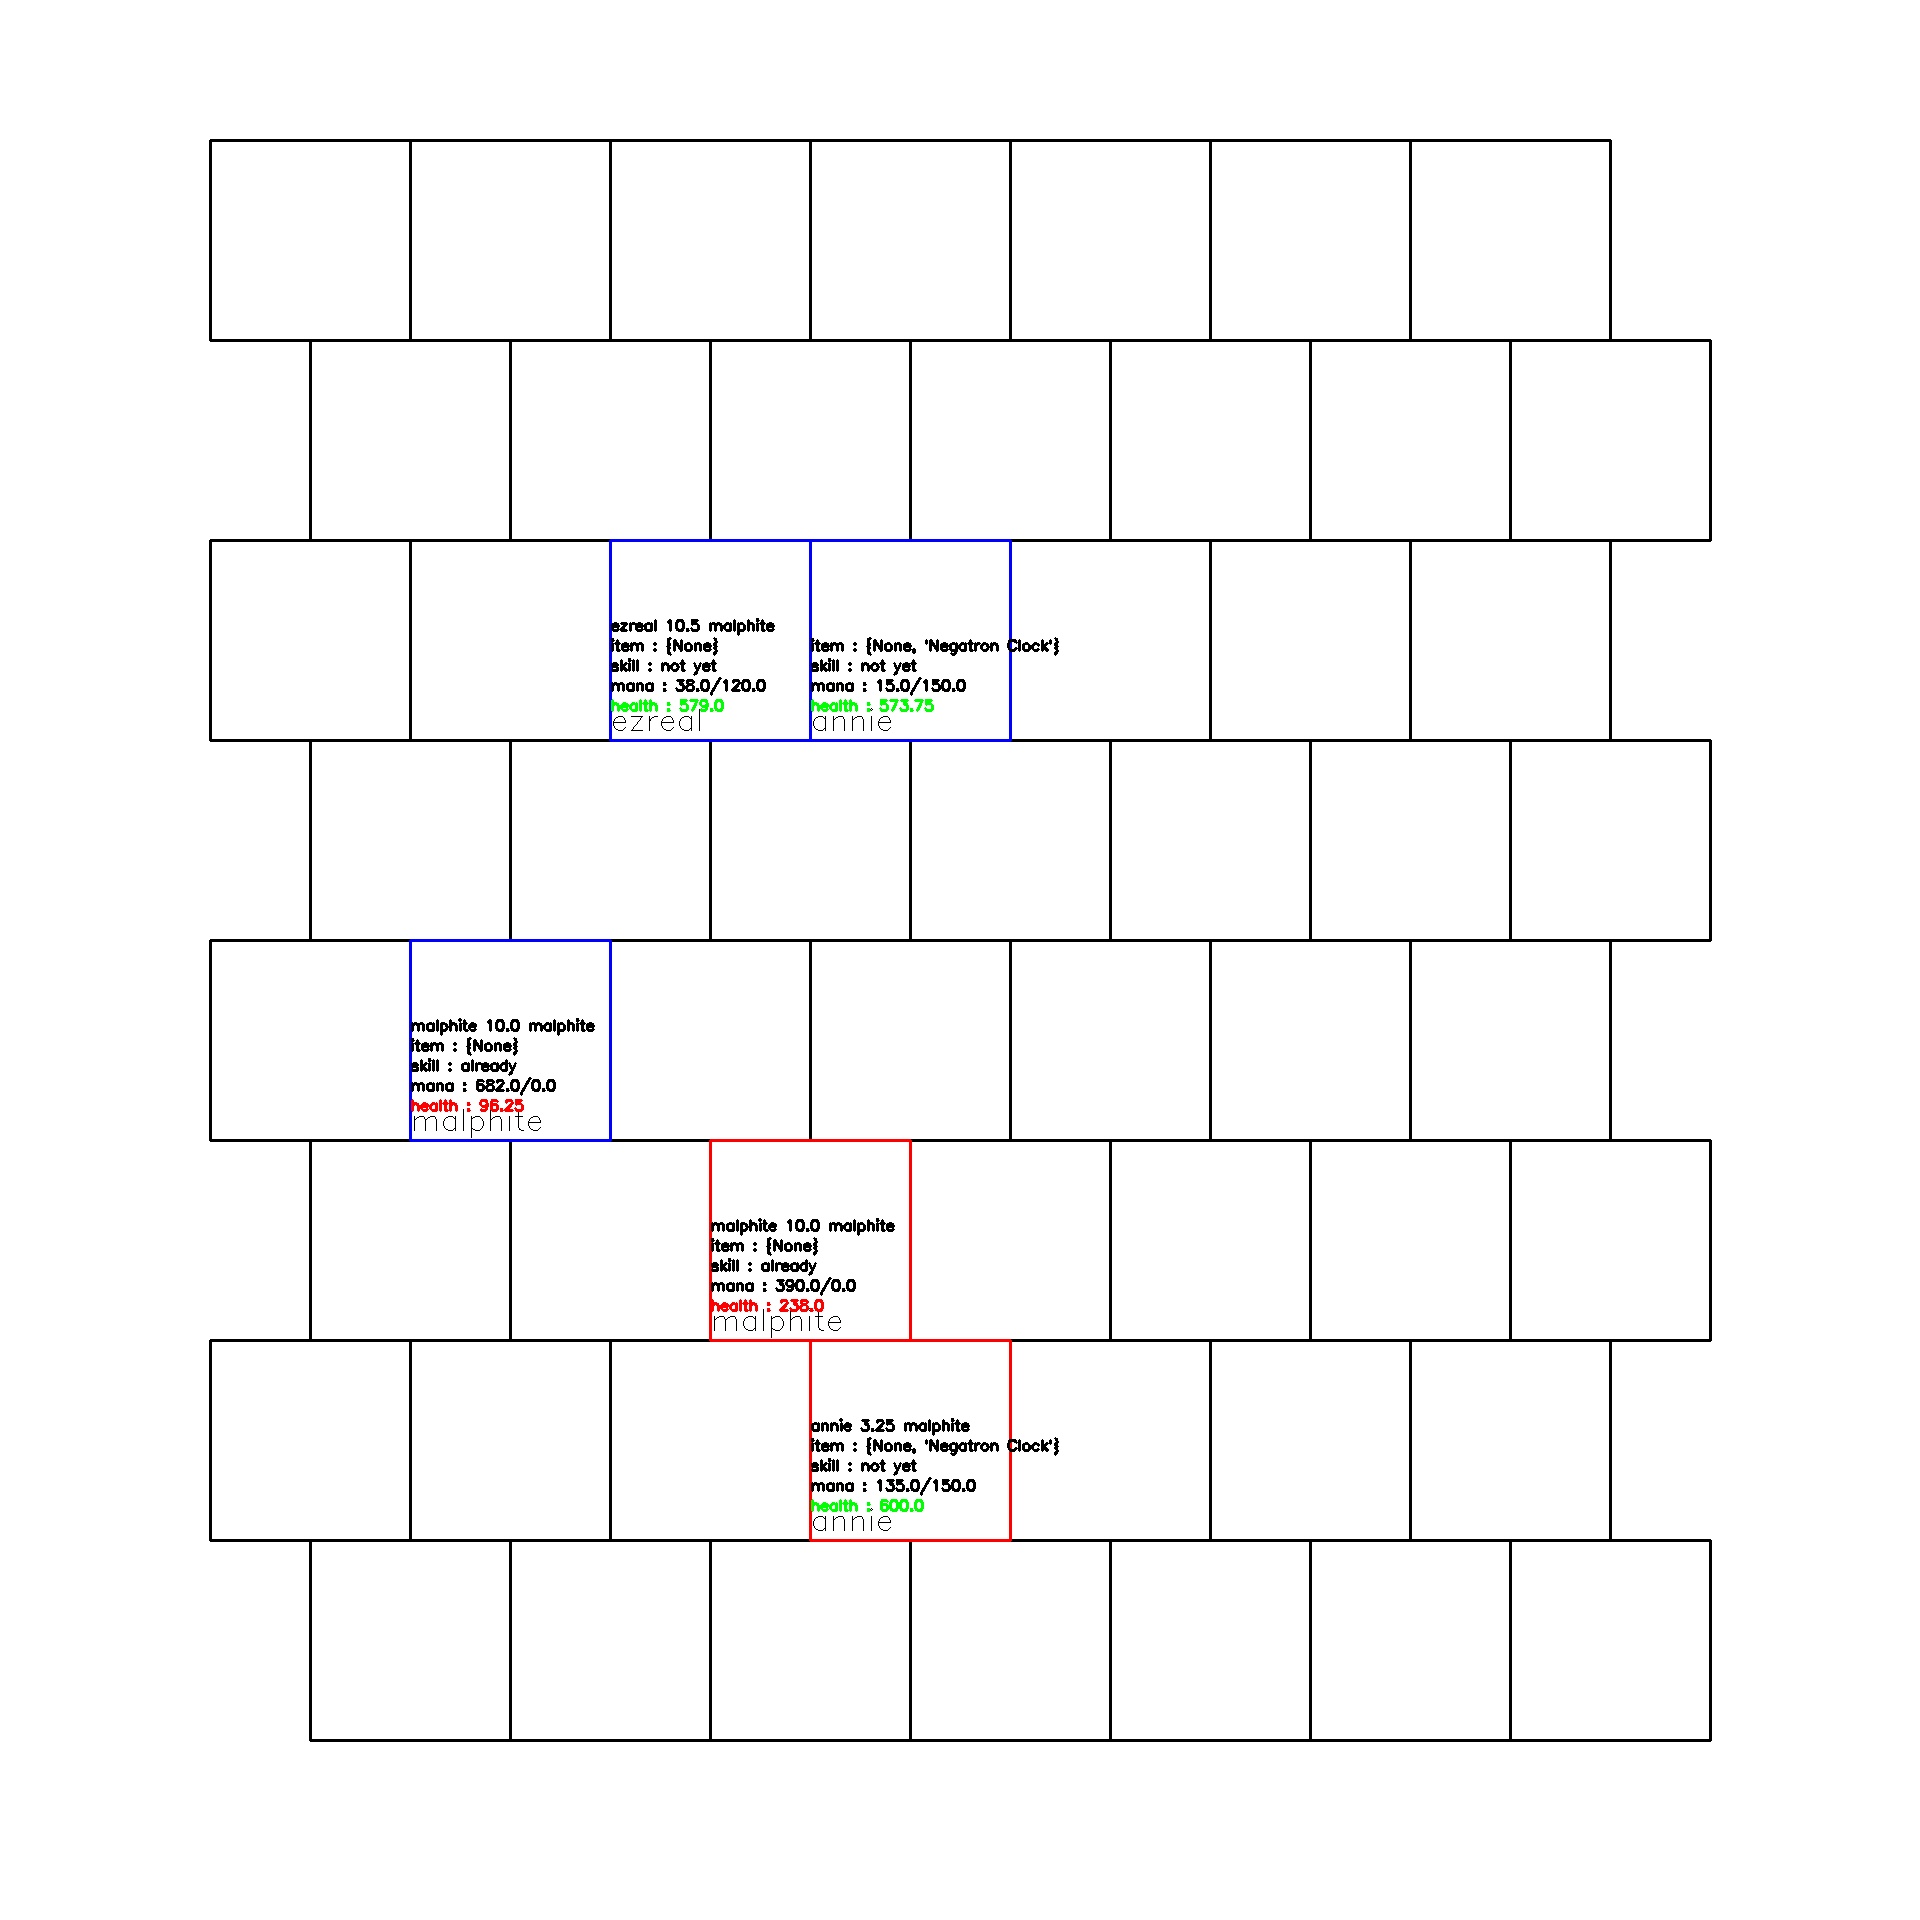 ezreal 10.5 malphite
item : {None}
skill : not yet
mana : 38.0/120.0
health : 579.0
ezreal
item : {None, 'Negatron Clock'}
skill : not yet
mana : 15.0/150.0
health : 573.75
annie
malphite 10.0 malphite
item : {None}
skill : already
mana : 682.0/0.0
health : 96.25
malphite
malphite 10.0 malphite
item : {None}
skill : already
mana : 390.0/0.0
health : 238.0
malphite
annie 3.25 malphite
item : {None, 'Negatron Clock'}
skill : not yet
mana : 135.0/150.0
health : 600.0
annie